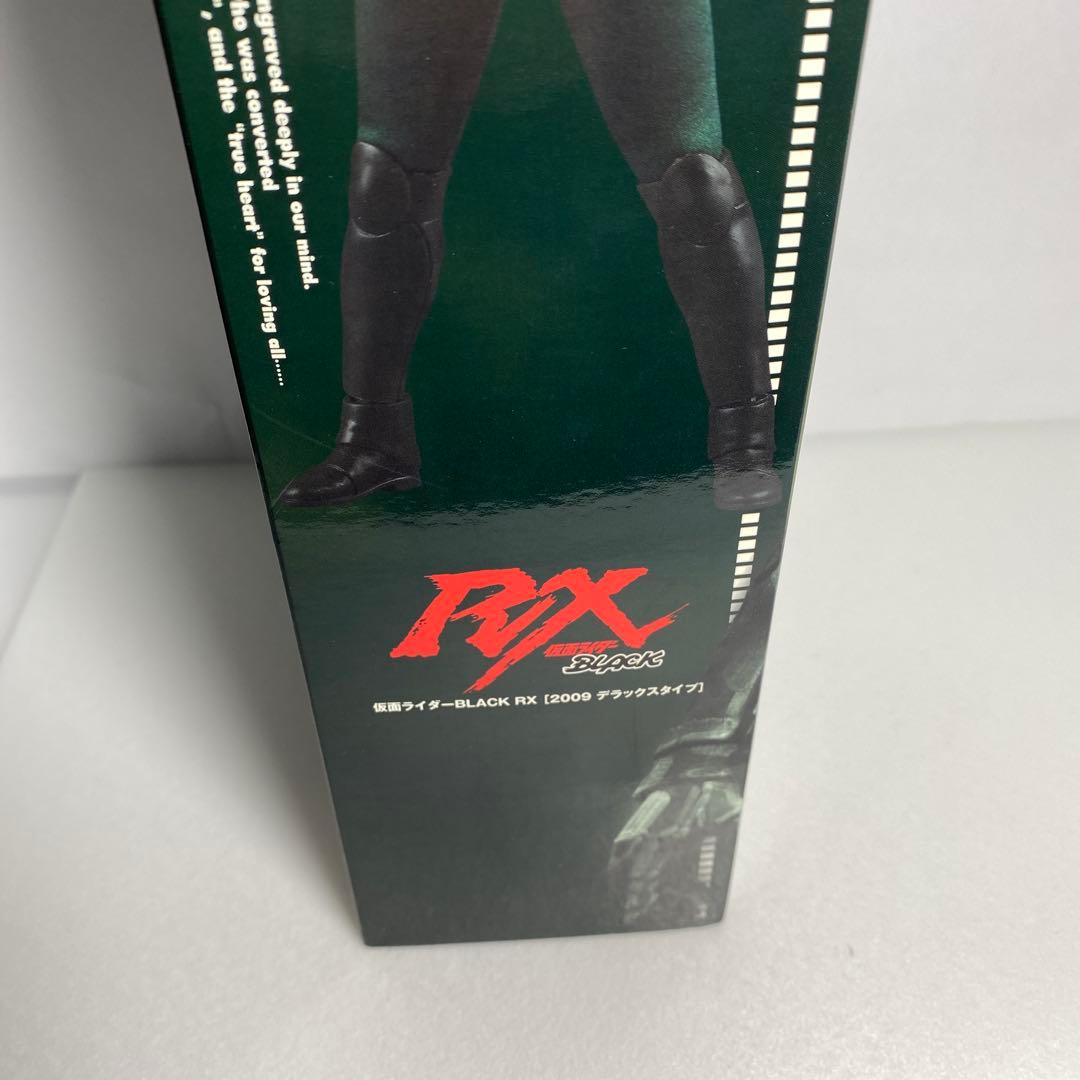 ngraved deeply in our mind.
ho was converted
", and the "true heart" for loving all......
RX
仮面ライダー
BLACK
仮面ライダーBLACK RX [2009 デラックスタイプ]